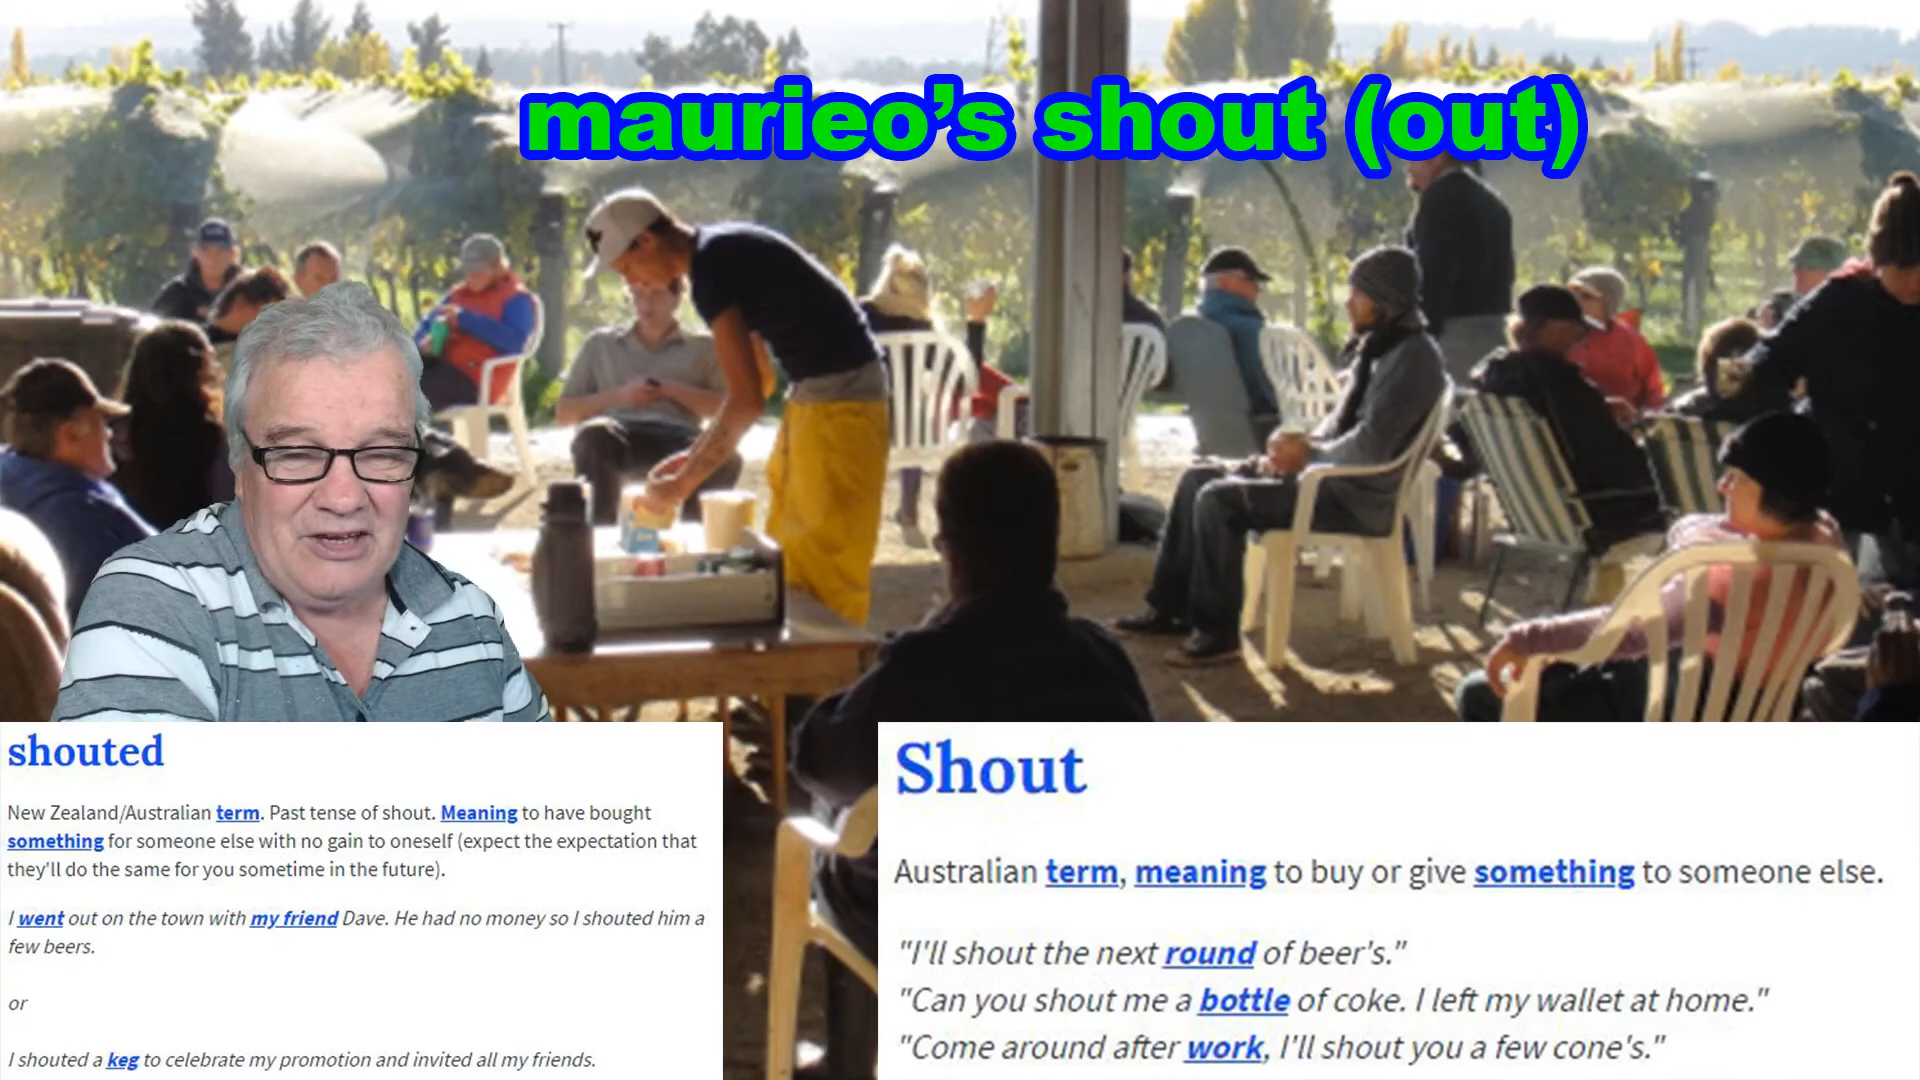 maurieo’s shout (out)
shouted
New Zealand/Australian term. Past tense of shout. Meaning to have bought
something for someone else with no gain to oneself (expect the expectation that
they'll do the same for you sometime in the future).
I went out on the town with my friend Dave. He had no money so I shouted him a
few beers.
or
I shouted a keg to celebrate my promotion and invited all my friends.
Shout
Australian term, meaning to buy or give something to someone else.
"I'll shout the next round of beer's."
"Can you shout me a bottle of coke. I left my wallet at home."
"Come around after work, I'll shout you a few cone's."